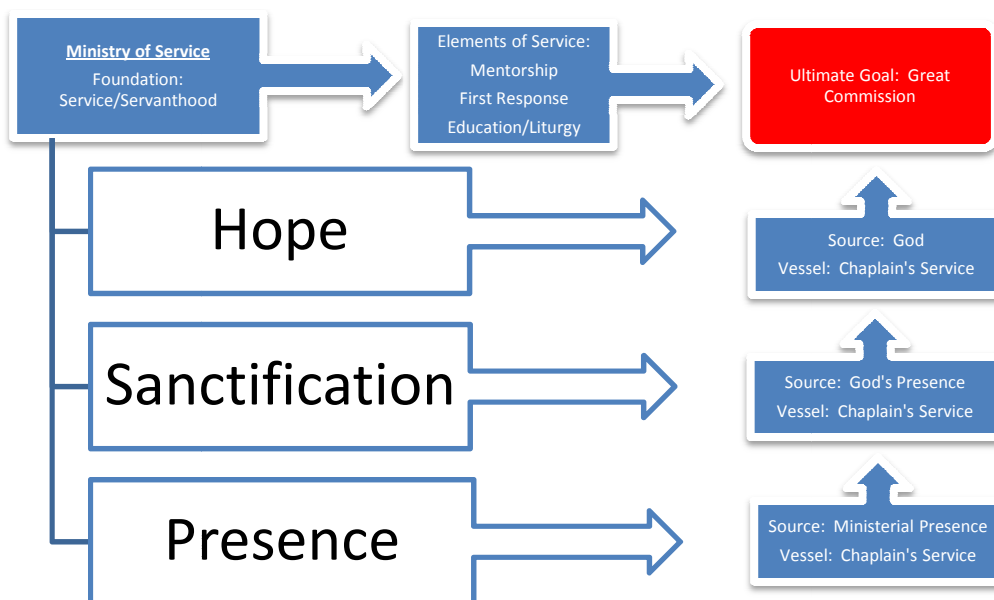 Ministry of Service
Foundation:
Service/Servanthood
Elements of Service:
Mentorship
First Response
Education/Liturgy
Ultimate Goal:  Great
Commission
Hope
Source:  God
Vessel:  Chaplain's Service
Sanctification
Source:  God's Presence
Vessel:  Chaplain's Service
Presence
Source:  Ministerial Presence
Vessel:  Chaplain's Service